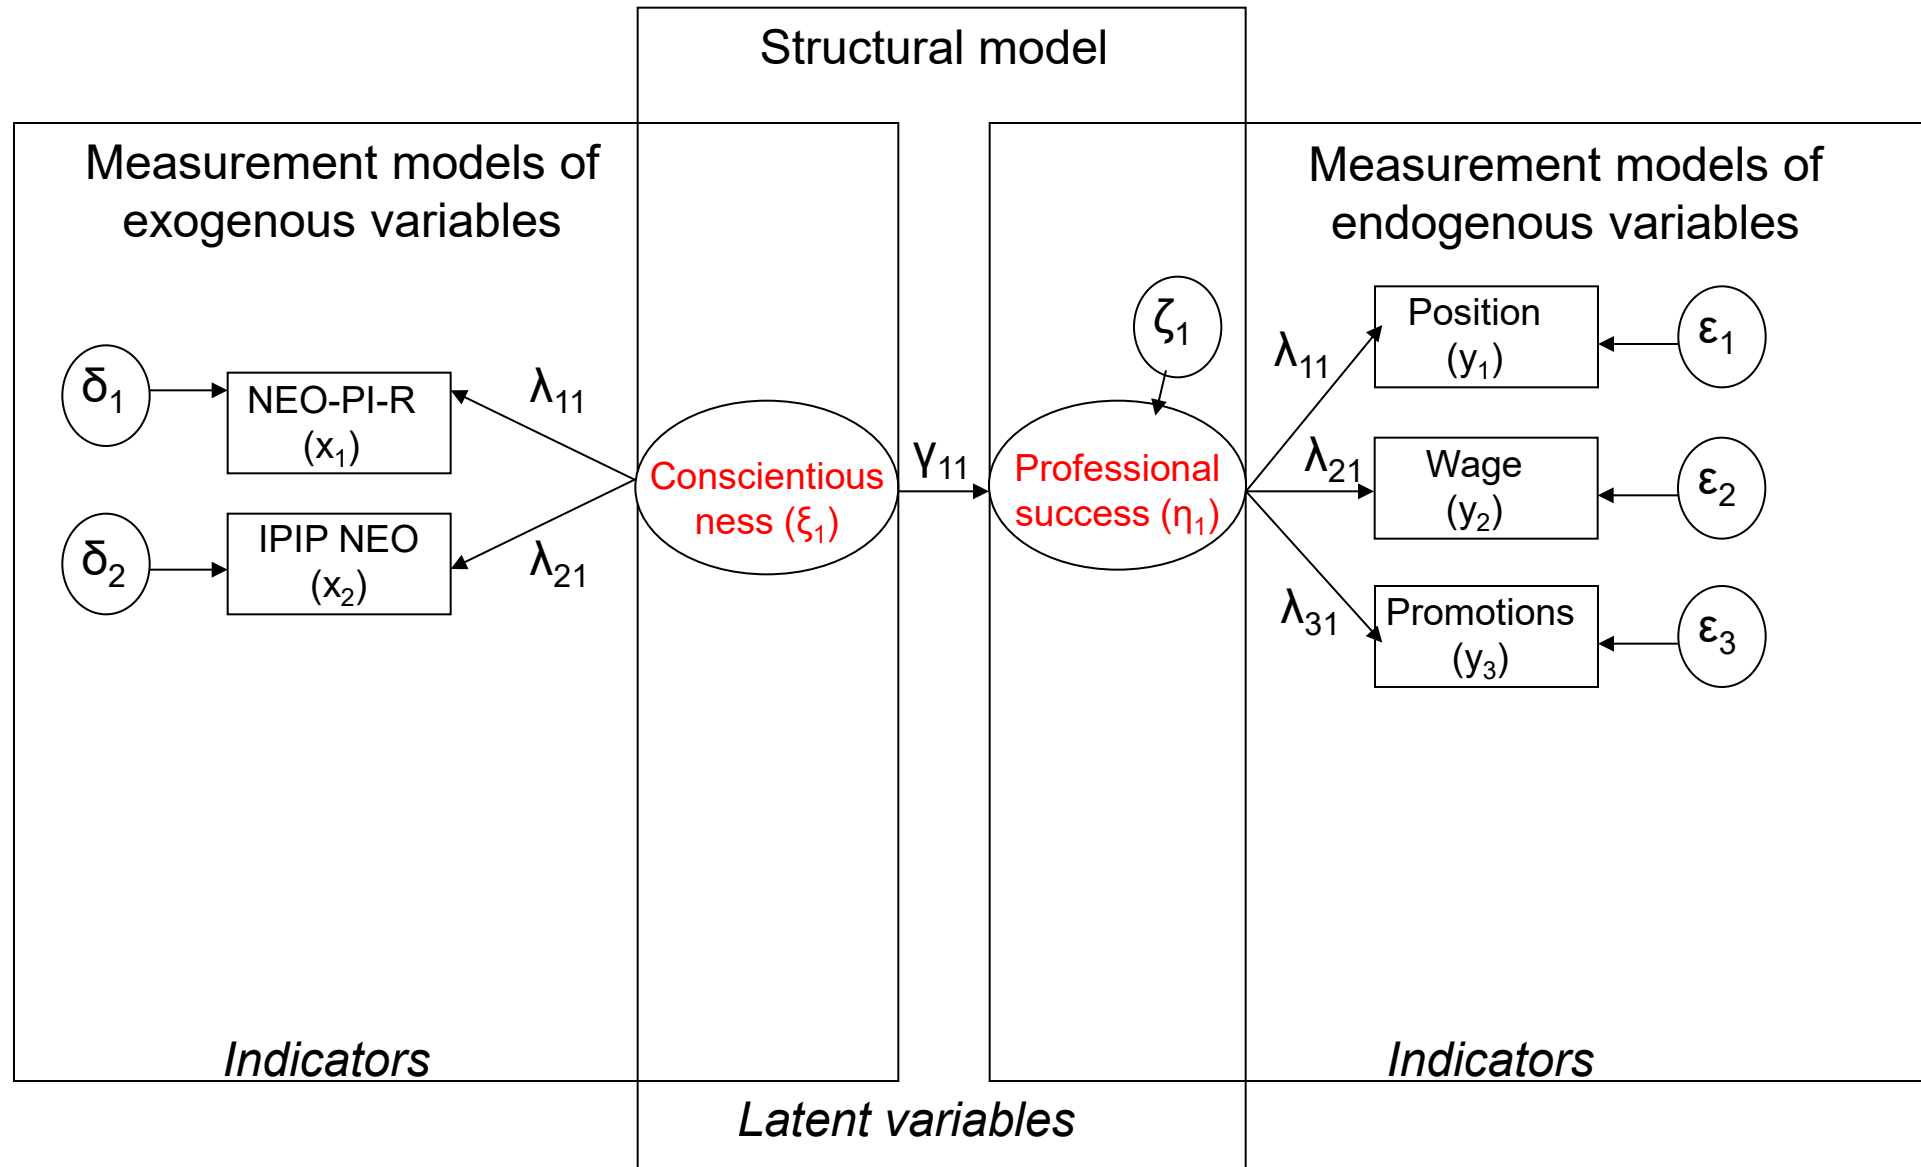 Structural model
Measurement models of
exogenous variables
Measurement models of
endogenous variables
δ₁
NEO-PI-R
(x₁)
λ₁₁
δ₂
IPIP NEO
(x₂)
λ₂₁
Conscientious
ness (ξ₁)
γ₁₁
ζ₁
Professional
success (η₁)
λ₁₁
Position
(y₁)
ε₁
λ₂₁
Wage
(y₂)
ε₂
λ₃₁
Promotions
(y₃)
ε₃
Indicators
Indicators
Latent variables